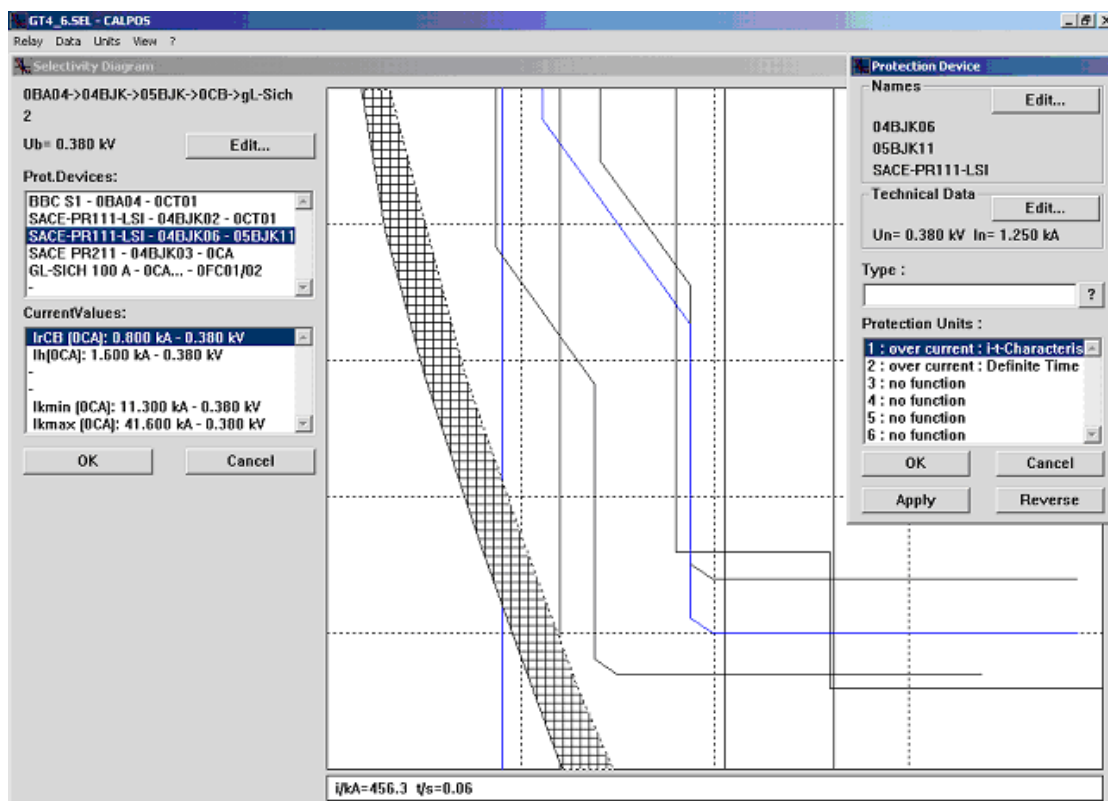 GT4_6.SEL - CALPOS
Relay Data Units View ?
Selectivity Diagram
0BA04->04BJK->05BJK->0CB->gL-Sich
2
Ub= 0.380 kV Edit...
Prot.Devices:
BBC S1 - 0BA04 - 0CT01
SACE-PR111-LSI - 04BJK02 - 0CT01
SACE-PR111-LSI - 04BJK06 - 05BJK11
SACE PR211 - 04BJK03 - 0CA
GL-SICH 100 A - 0CA... - 0FC01/02
-
CurrentValues:
IrCB (0CA): 0.800 kA - 0.380 kV
Ih(0CA): 1.600 kA - 0.380 kV
-
-
Ikmin (0CA): 11.300 kA - 0.380 kV
Ikmax (0CA): 41.600 kA - 0.380 kV
OK Cancel
i/kA=456.3 t/s=0.06
Protection Device
Names
Edit...
04BJK06
05BJK11
SACE-PR111-LSI
Technical Data
Edit...
Un= 0.380 kV In= 1.250 kA
Type :
?
Protection Units :
1 : over current : i-t-Characteris
2 : over current : Definite Time
3 : no function
4 : no function
5 : no function
6 : no function
OK Cancel
Apply Reverse